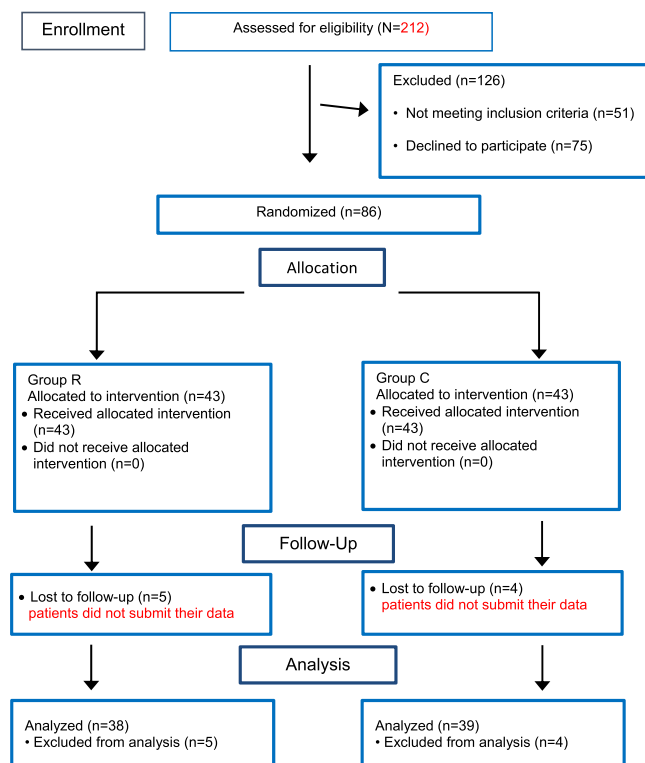 Enrollment
Assessed for eligibility (N=212)
Excluded (n=126)
• Not meeting inclusion criteria (n=51)
• Declined to participate (n=75)
Randomized (n=86)
Allocation
Group R
Allocated to intervention (n=43)
• Received allocated intervention
(n=43)
• Did not receive allocated
intervention (n=0)
Group C
Allocated to intervention (n=43)
• Received allocated intervention
(n=43)
• Did not receive allocated
intervention (n=0)
Follow-Up
• Lost to follow-up (n=5)
patients did not submit their data
• Lost to follow-up (n=4)
patients did not submit their data
Analysis
Analyzed (n=38)
• Excluded from analysis (n=5)
Analyzed (n=39)
• Excluded from analysis (n=4)